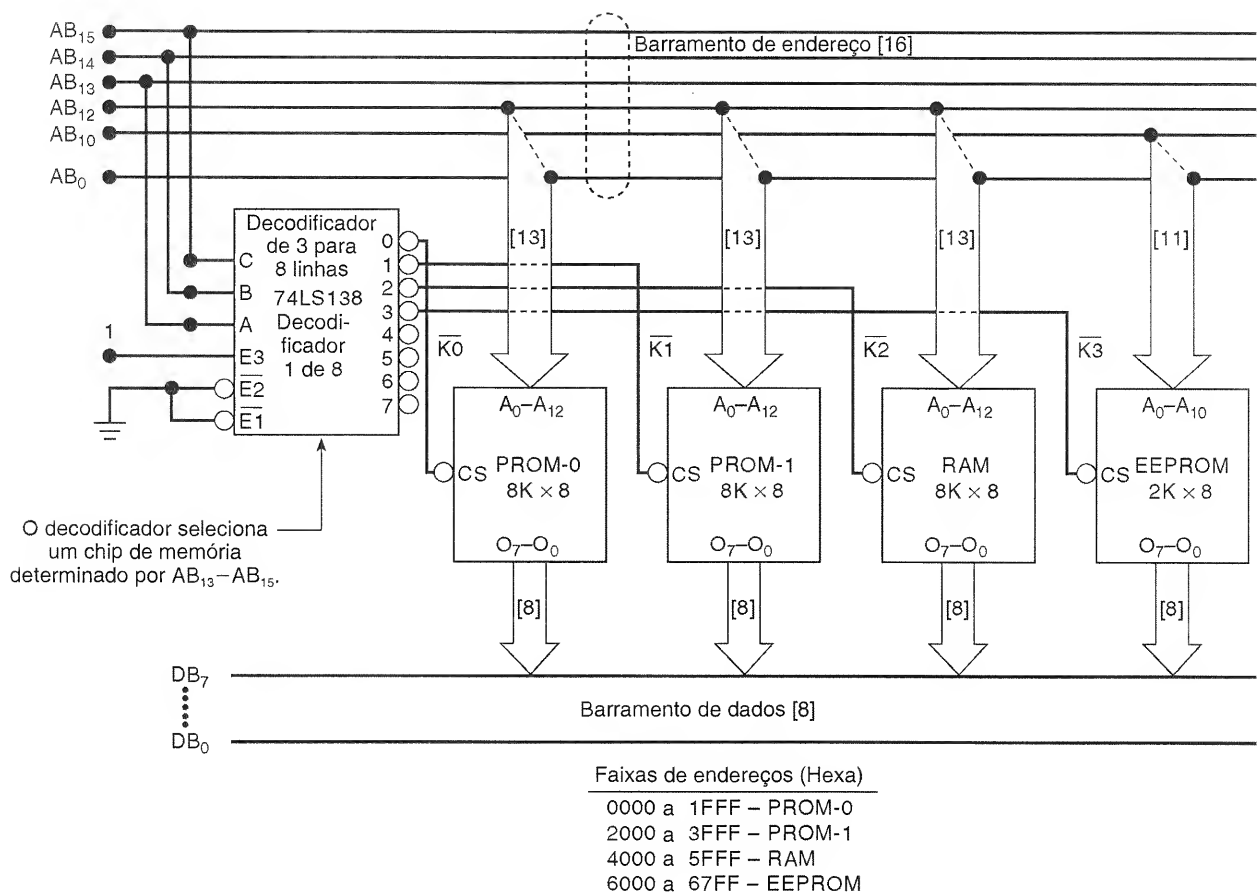 AB15
AB14
AB13
AB12
AB10
AB0
Barramento de endereço [16]
Decodificador
de 3 para
8 linhas
74LS138
Decodi-
ficador
1 de 8
C
B
A
1
E3
E2
E1
0
1
2
3
4
5
6
7
K0
K1
K2
K3
[13]
[13]
[13]
[11]
A0–A12
A0–A12
A0–A12
A0–A10
CS
PROM-0
8K × 8
CS
PROM-1
8K × 8
CS
RAM
8K × 8
CS
EEPROM
2K × 8
O7–O0
O7–O0
O7–O0
O7–O0
[8]
[8]
[8]
[8]
O decodificador seleciona
um chip de memória
determinado por AB13–AB15.
DB7
Barramento de dados [8]
DB0
Faixas de endereços (Hexa)
0000 a 1FFF – PROM-0
2000 a 3FFF – PROM-1
4000 a 5FFF – RAM
6000 a 67FF – EEPROM